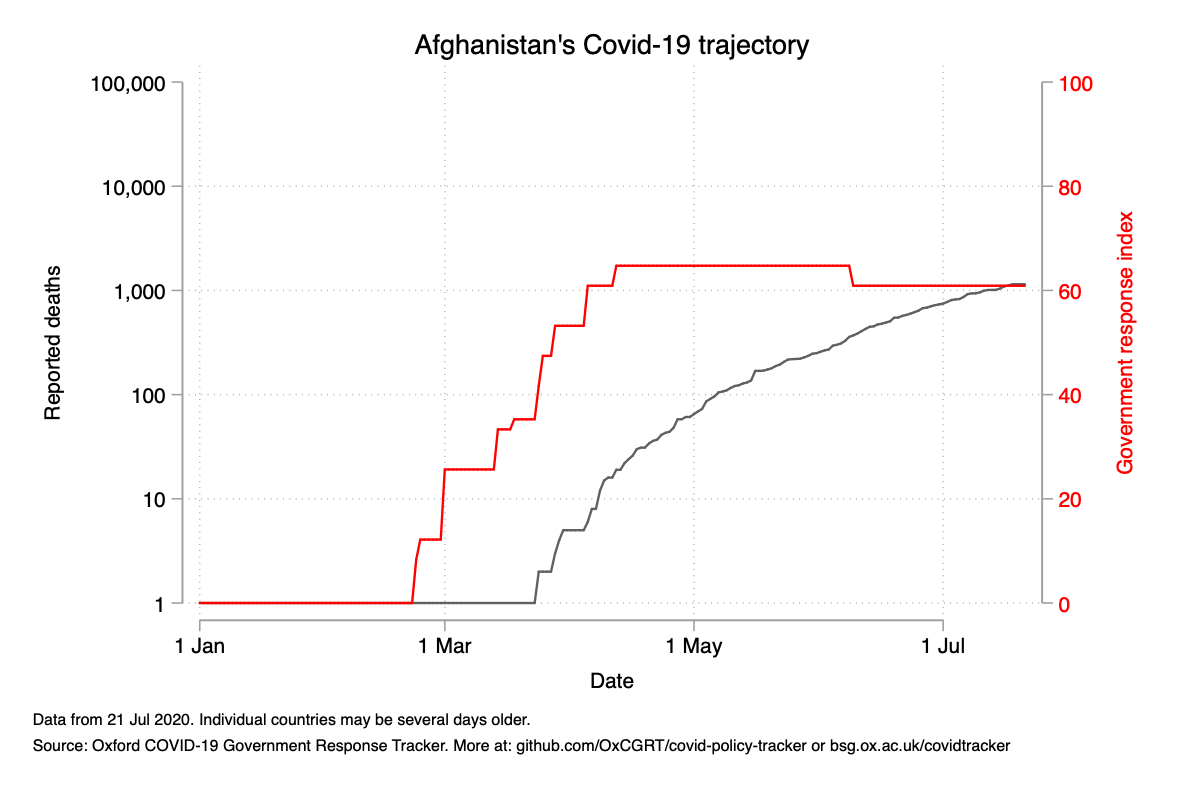 Afghanistan's Covid-19 trajectory
100,000
10,000
1,000
100
10
1
Reported deaths
100
80
60
40
20
0
Government response index
1 Jan
1 Mar
1 May
1 Jul
Date
Data from 21 Jul 2020. Individual countries may be several days older.
Source: Oxford COVID-19 Government Response Tracker. More at: github.com/OxCGRT/covid-policy-tracker or bsg.ox.ac.uk/covidtracker